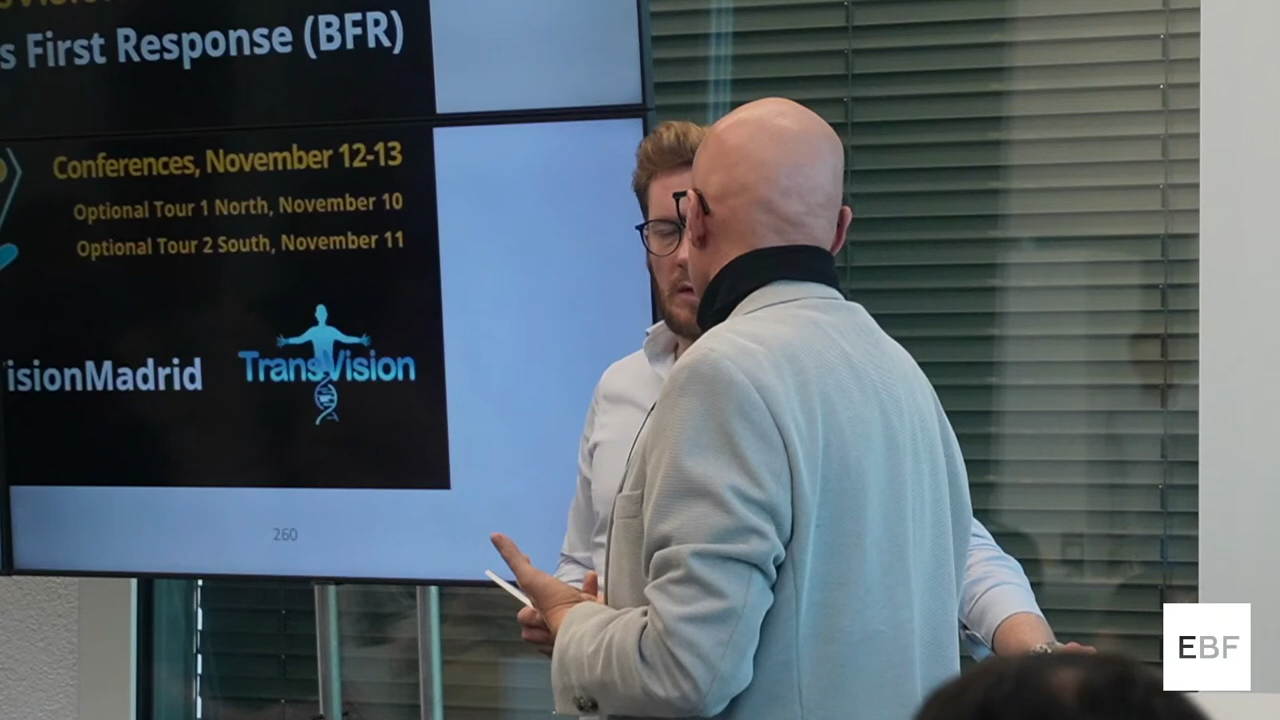 s First Response (BFR)
Conferences, November 12-13
Optional Tour 1 North, November 10
Optional Tour 2 South, November 11
isionMadrid
TransVision
260
EBF